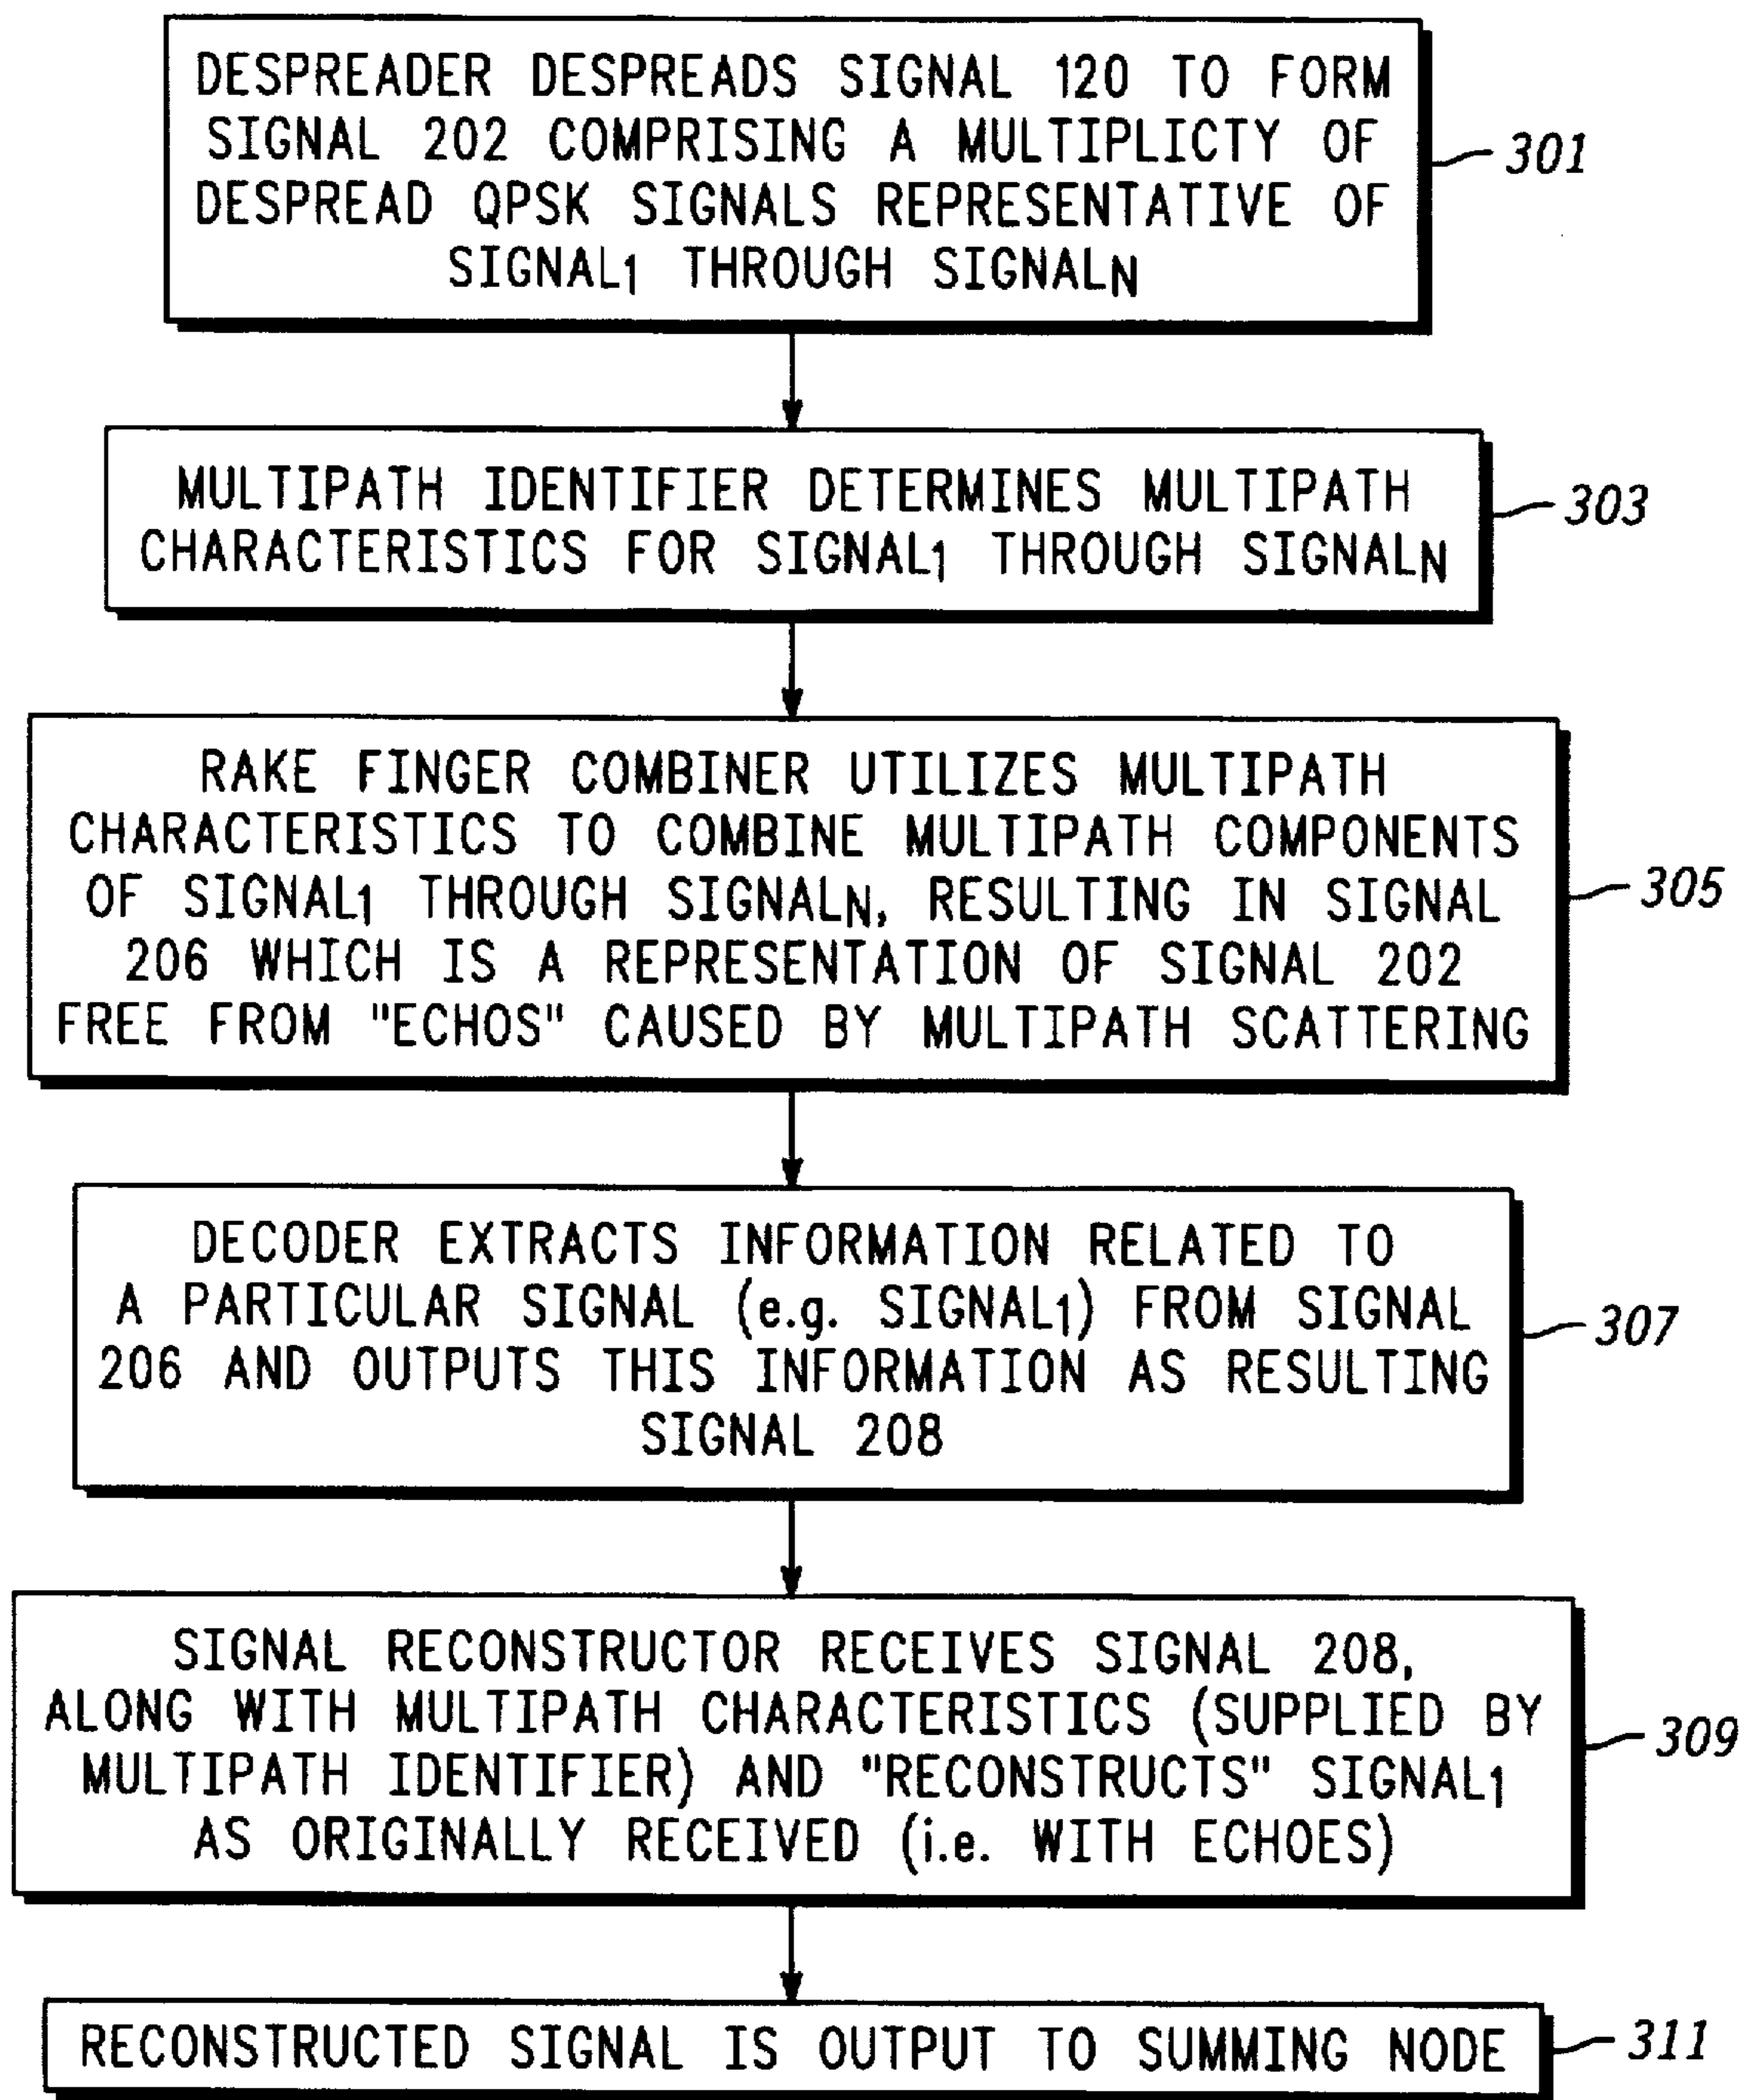 DESPREADER DESPREADS SIGNAL 120 TO FORM
SIGNAL 202 COMPRISING A MULTIPLICTY OF
DESPREAD QPSK SIGNALS REPRESENTATIVE OF
SIGNAL1 THROUGH SIGNALN
301
MULTIPATH IDENTIFIER DETERMINES MULTIPATH
CHARACTERISTICS FOR SIGNAL1 THROUGH SIGNALN
303
RAKE FINGER COMBINER UTILIZES MULTIPATH
CHARACTERISTICS TO COMBINE MULTIPATH COMPONENTS
OF SIGNAL1 THROUGH SIGNALN, RESULTING IN SIGNAL
206 WHICH IS A REPRESENTATION OF SIGNAL 202
FREE FROM "ECHOS" CAUSED BY MULTIPATH SCATTERING
305
DECODER EXTRACTS INFORMATION RELATED TO
A PARTICULAR SIGNAL (e.g. SIGNAL1) FROM SIGNAL
206 AND OUTPUTS THIS INFORMATION AS RESULTING
SIGNAL 208
307
SIGNAL RECONSTRUCTOR RECEIVES SIGNAL 208,
ALONG WITH MULTIPATH CHARACTERISTICS (SUPPLIED BY
MULTIPATH IDENTIFIER) AND "RECONSTRUCTS" SIGNAL1
AS ORIGINALLY RECEIVED (i.e. WITH ECHOES)
309
RECONSTRUCTED SIGNAL IS OUTPUT TO SUMMING NODE
311